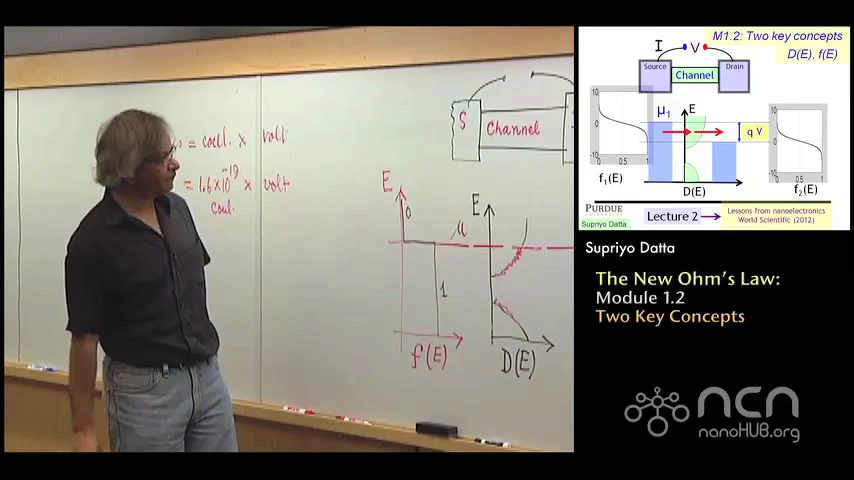 = coul. x volt
= 1.6x10^-19 x volt
coul.
S
Channel
E
0
1
f(E)
E
μ
D(E)
M1.2: Two key concepts
D(E), f(E)
I
V
Source
Channel
Drain
10
0
10
0
0.5
1
f₁(E)
μ₁
E
D(E)
q V
10
0
10
0
0.5
1
f₂(E)
PURDUE
Supriyo Datta
Lecture 2
Lessons from nanoelectronics
World Scientific (2012)
Supriyo Datta
The New Ohm's Law:
Module 1.2
Two Key Concepts
ncn
nanoHUB.org